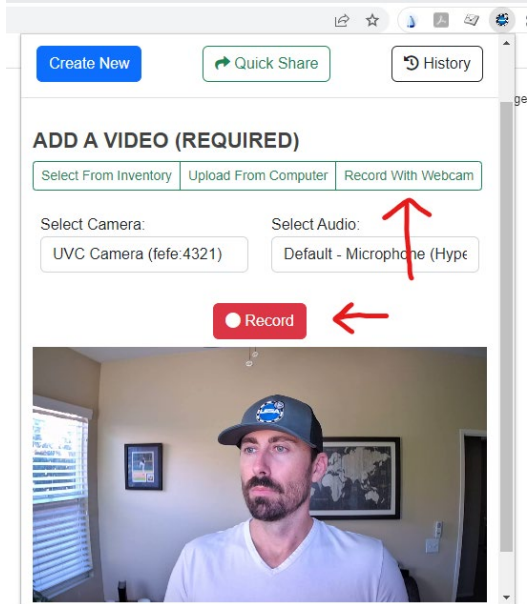 Create New
Quick Share
History
ge
ADD A VIDEO (REQUIRED)
Select From Inventory
Upload From Computer
Record With Webcam
Select Camera:
Select Audio:
UVC Camera (fefe:4321)
Default - Microphone (Hype
Record